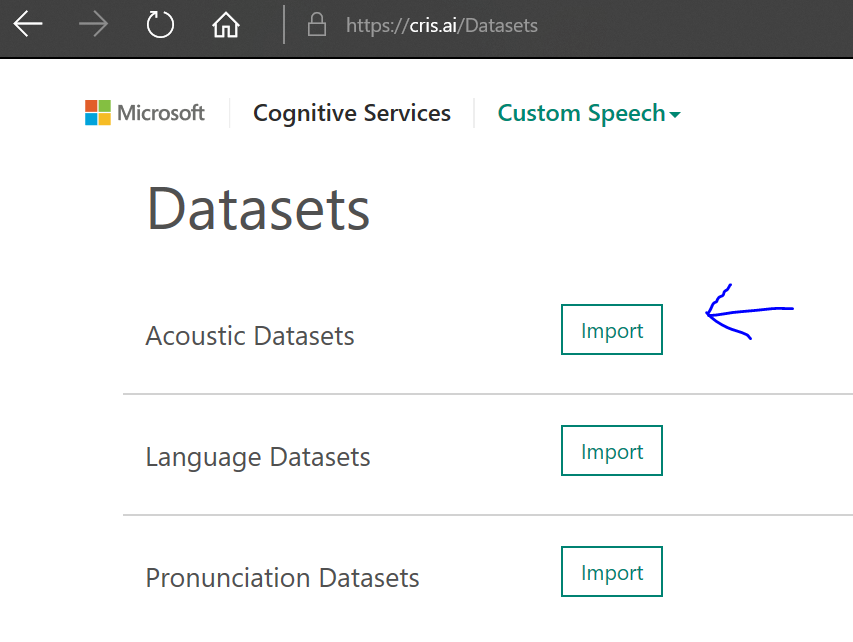 https://cris.ai/Datasets
Microsoft Cognitive Services Custom Speech
Datasets
Acoustic Datasets Import
Language Datasets Import
Pronunciation Datasets Import